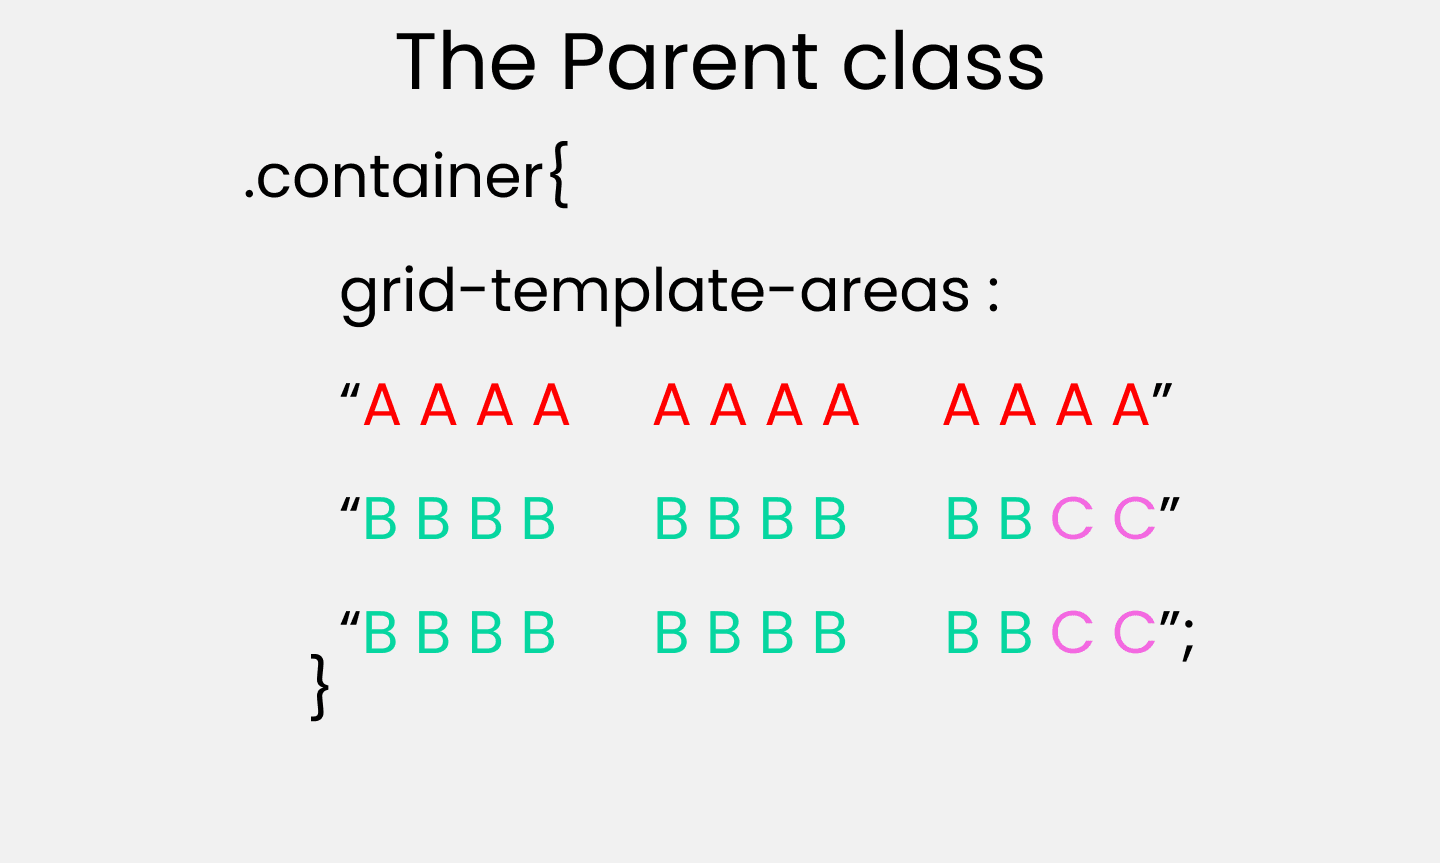 The Parent class
.container{
grid-template-areas :
“A A A A   A A A A   A A A A”
“B B B B   B B B B   B B C C”
“B B B B   B B B B   B B C C”;
}